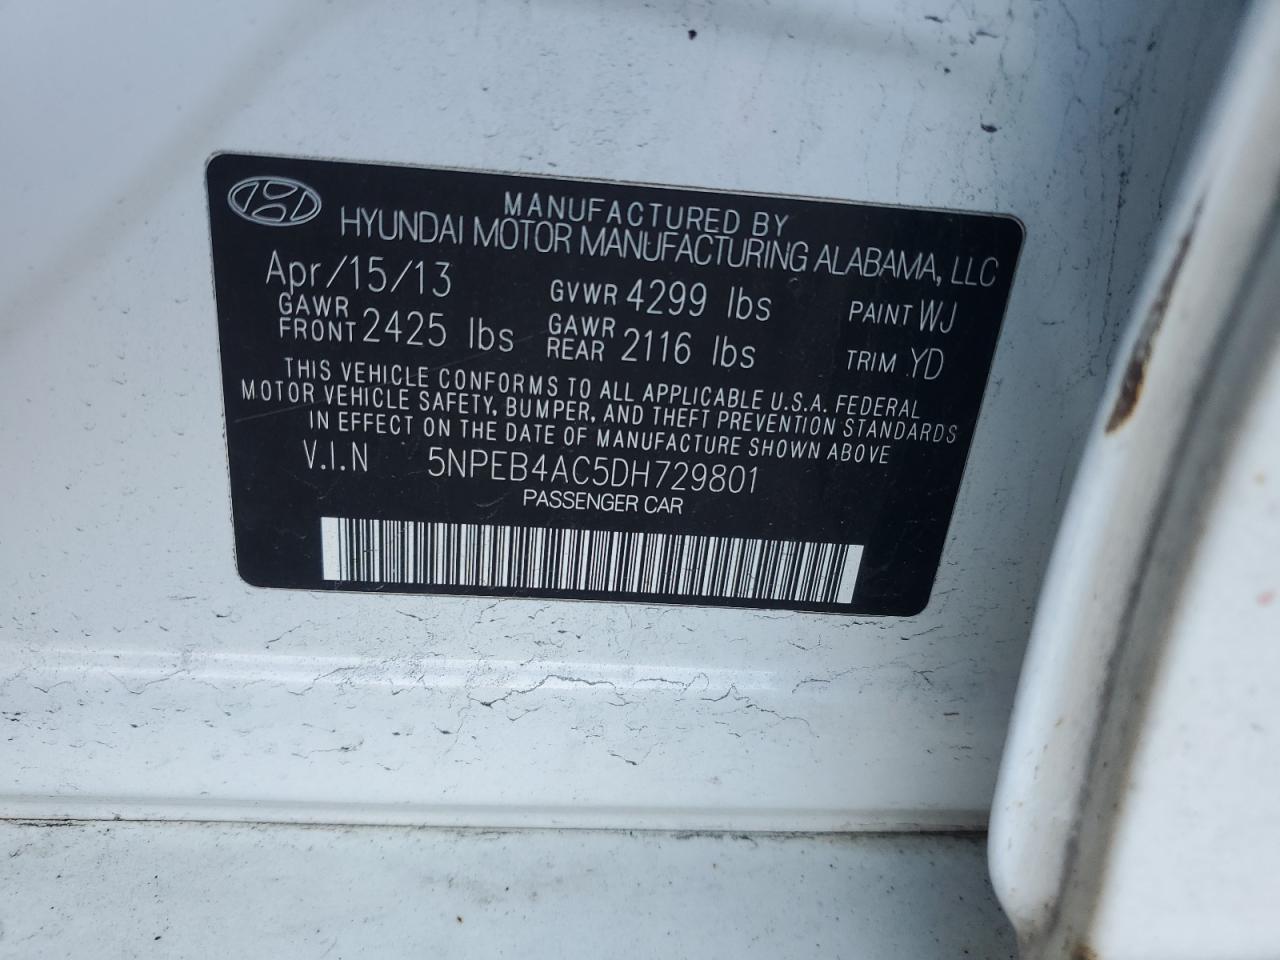 MANUFACTURED BY
HYUNDAI MOTOR MANUFACTURING ALABAMA, LLC
Apr/15/13 GVWR 4299 lbs PAINT WJ
GAWR FRONT 2425 lbs GAWR REAR 2116 lbs TRIM YD
THIS VEHICLE CONFORMS TO ALL APPLICABLE U.S.A. FEDERAL
MOTOR VEHICLE SAFETY, BUMPER, AND THEFT PREVENTION STANDARDS
IN EFFECT ON THE DATE OF MANUFACTURE SHOWN ABOVE
V.I.N 5NPEB4AC5DH729801
PASSENGER CAR